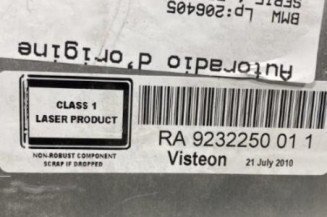 BMW Lp:206405
Autoradio d'origine
CLASS 1
LASER PRODUCT
NON-ROBUST COMPONENT
SCRAP IF DROPPED
RA 9232250 01 1
Visteon 21 July 2010